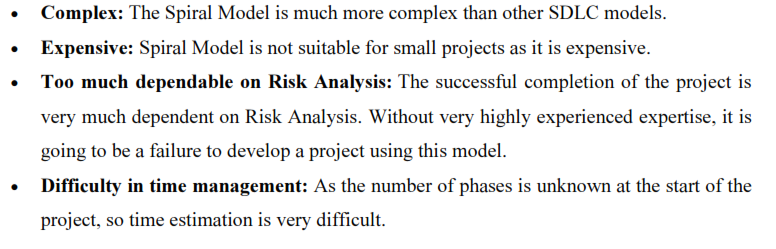 • Complex: The Spiral Model is much more complex than other SDLC models.
• Expensive: Spiral Model is not suitable for small projects as it is expensive.
• Too much dependable on Risk Analysis: The successful completion of the project is
very much dependent on Risk Analysis. Without very highly experienced expertise, it is
going to be a failure to develop a project using this model.
• Difficulty in time management: As the number of phases is unknown at the start of the
project, so time estimation is very difficult.